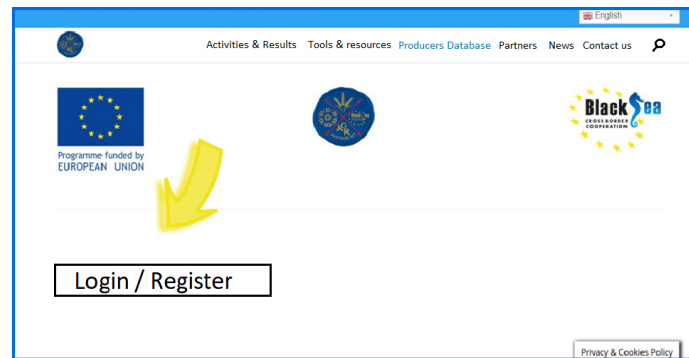 English
Activities & Results Tools & resources Producers Database Partners News Contact us
Programme funded by
EUROPEAN UNION
Black Sea
CROSS BORDER
COOPERATION
Login / Register
Privacy & Cookies Policy